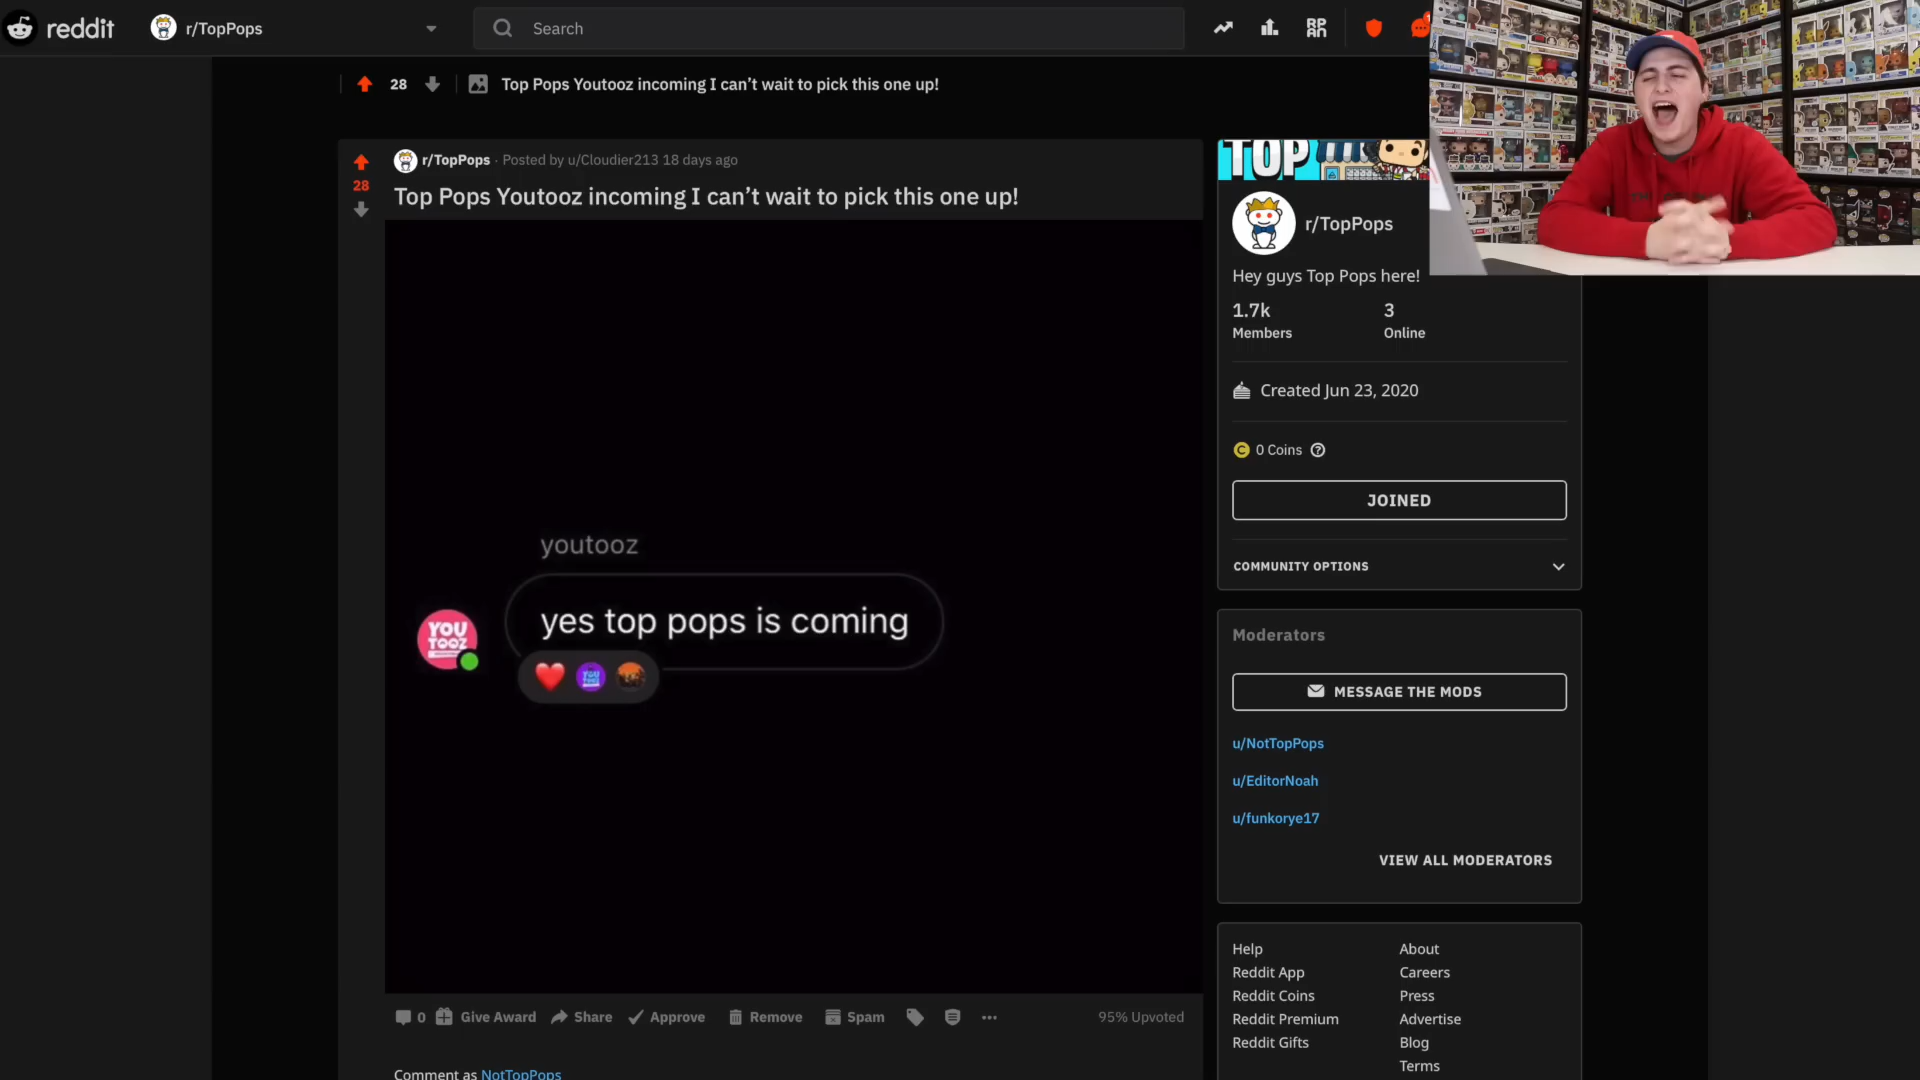 reddit
r/TopPops
Search
28
Top Pops Youtooz incoming I can’t wait to pick this one up!
r/TopPops · Posted by u/Cloudier213 18 days ago
28
Top Pops Youtooz incoming I can’t wait to pick this one up!
youtooz
yes top pops is coming
YOU
TOOZ
0
Give Award
Share
Approve
Remove
Spam
95% Upvoted
Comment as NotTopPops
TOP
r/TopPops
Hey guys Top Pops here!
1.7k
Members
3
Online
Created Jun 23, 2020
0 Coins
JOINED
COMMUNITY OPTIONS
Moderators
MESSAGE THE MODS
u/NotTopPops
u/EditorNoah
u/funkorye17
VIEW ALL MODERATORS
Help
Reddit App
Reddit Coins
Reddit Premium
Reddit Gifts
About
Careers
Press
Advertise
Blog
Terms